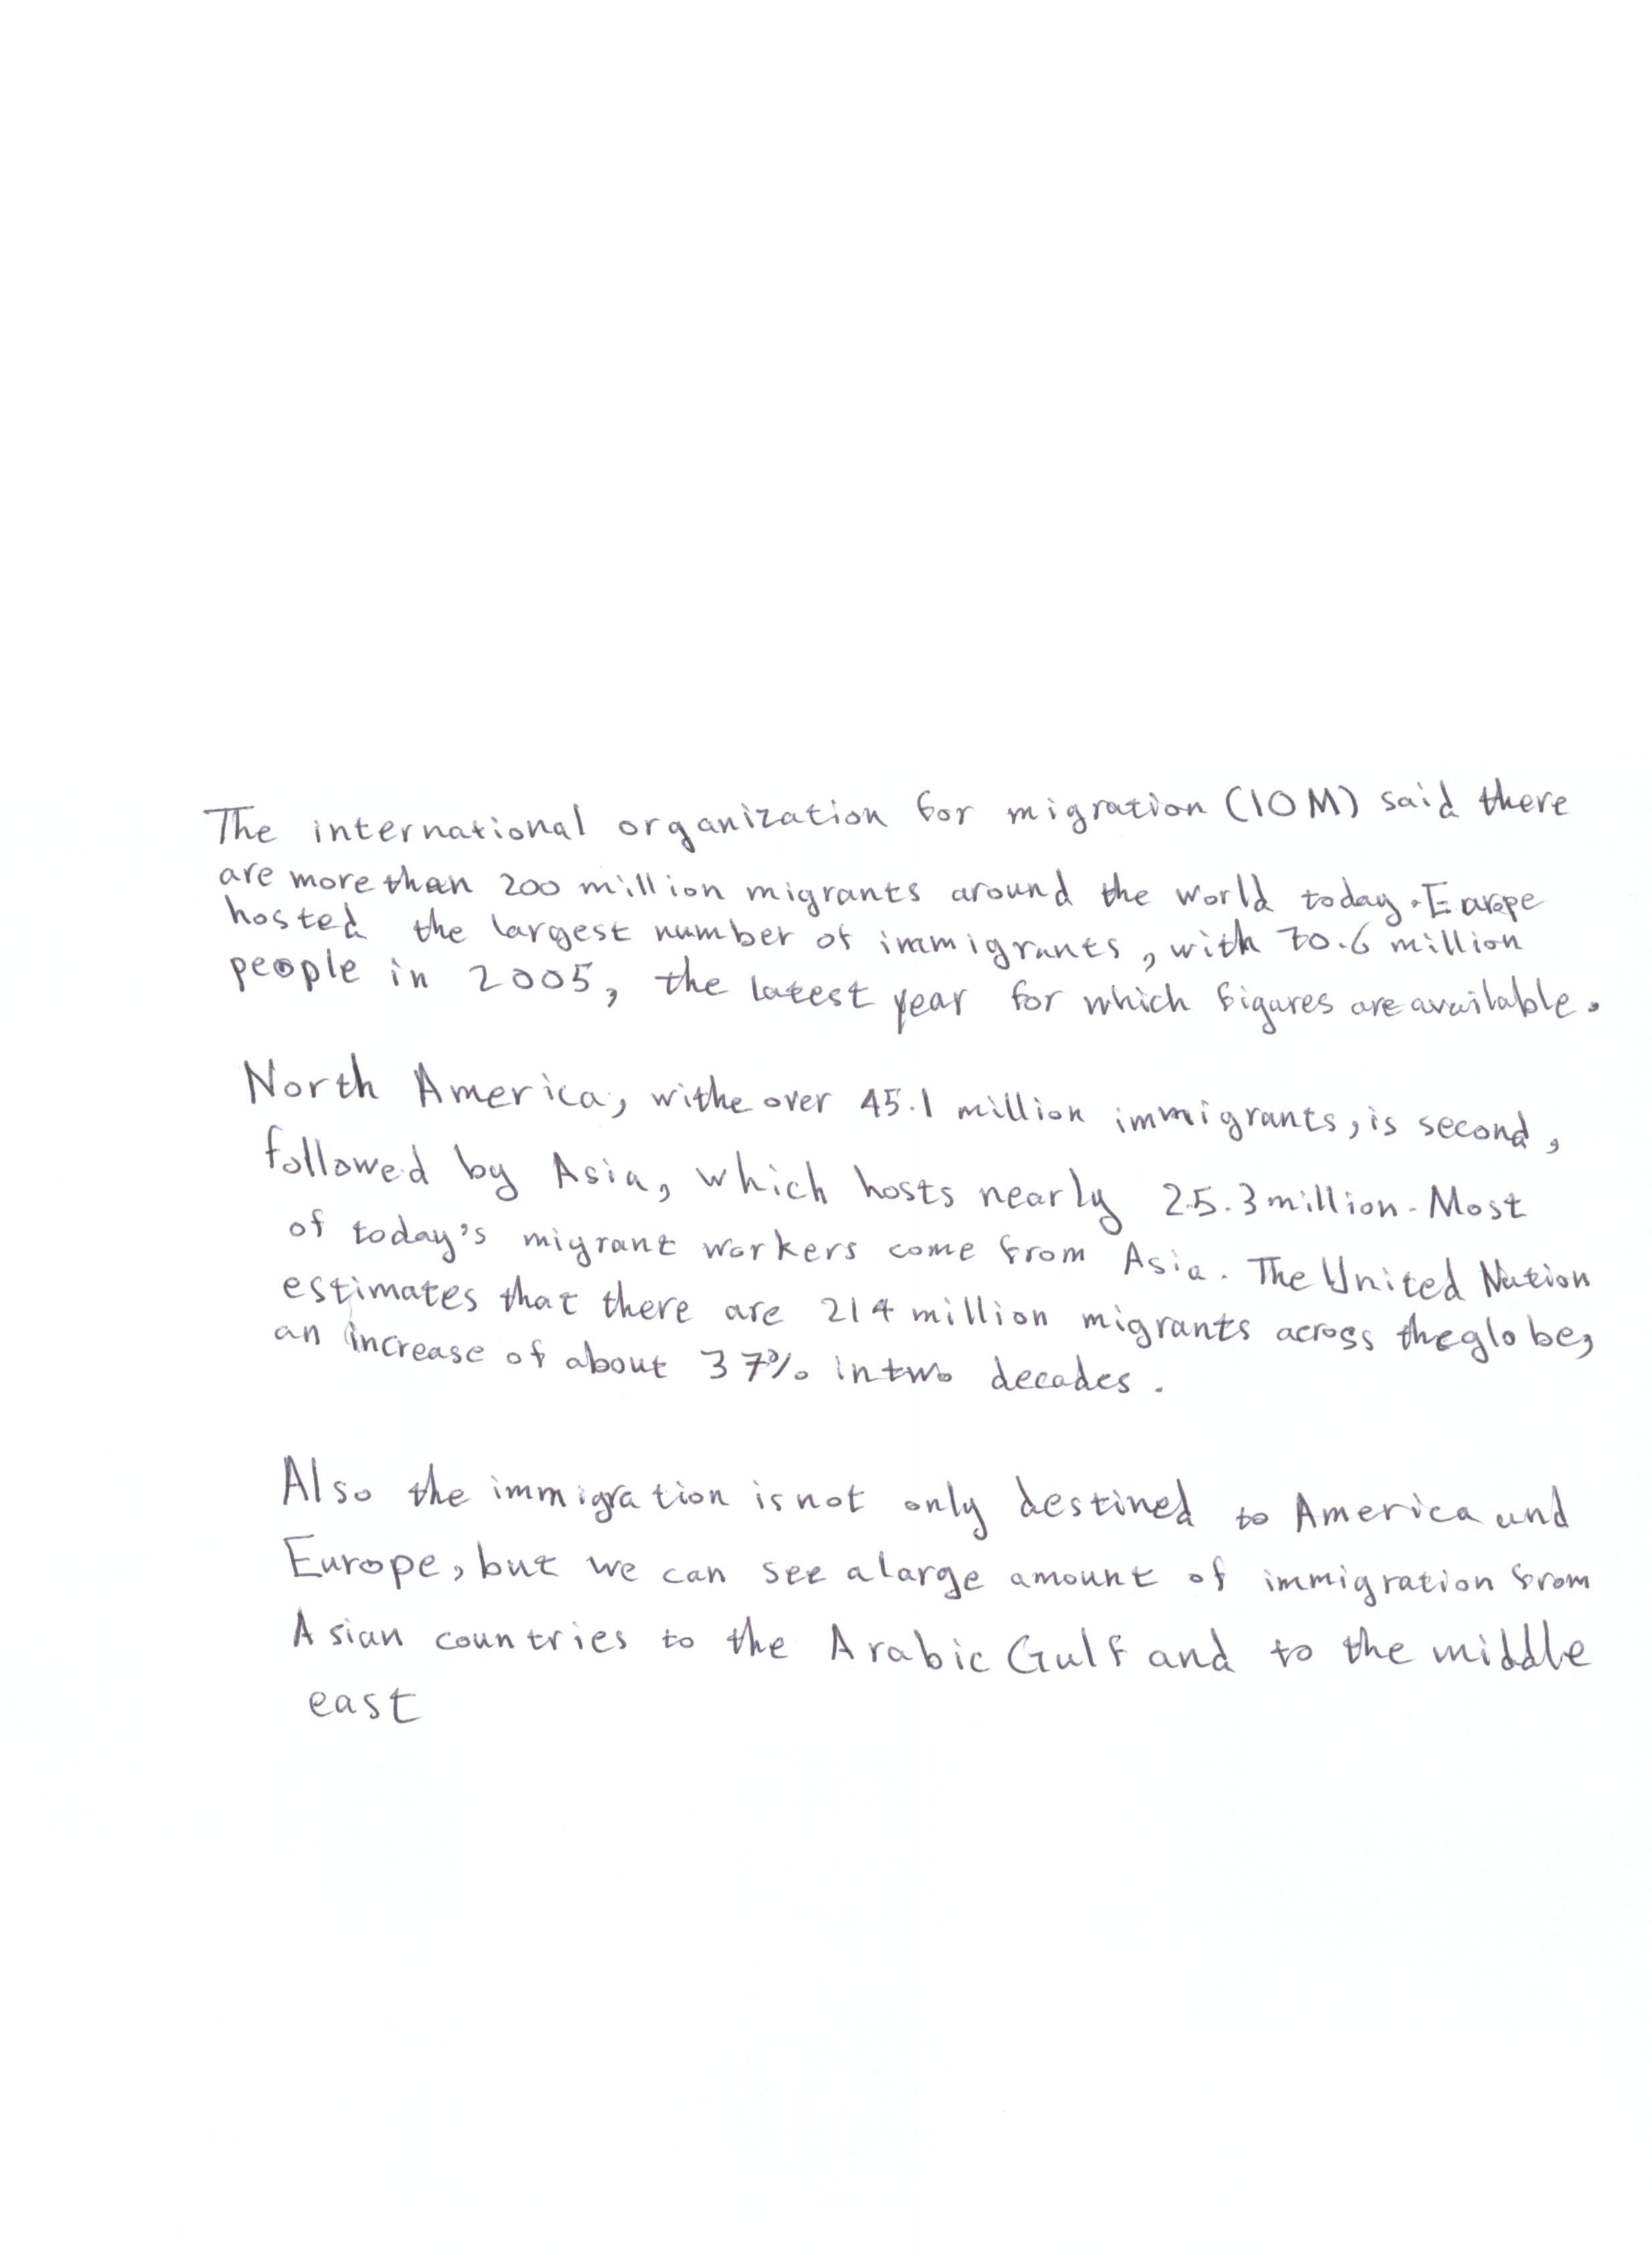 The international organization for migration (IOM) said there
are more than 200 million migrants around the world today. Europe
hosted the largest number of immigrants, with 70.6 million
people in 2005, the latest year for which figures are available.
North America, withe over 45.1 million immigrants, is second,
followed by Asia, which hosts nearly 25.3 million. Most
of today's migrant workers come from Asia. The United Nation
estimates that there are 214 million migrants across the globe,
an increase of about 37% in two decades.
Also the immigration is not only destined to America and
Europe, but we can see a large amount of immigration from
Asian countries to the Arabic Gulf and to the middle
east